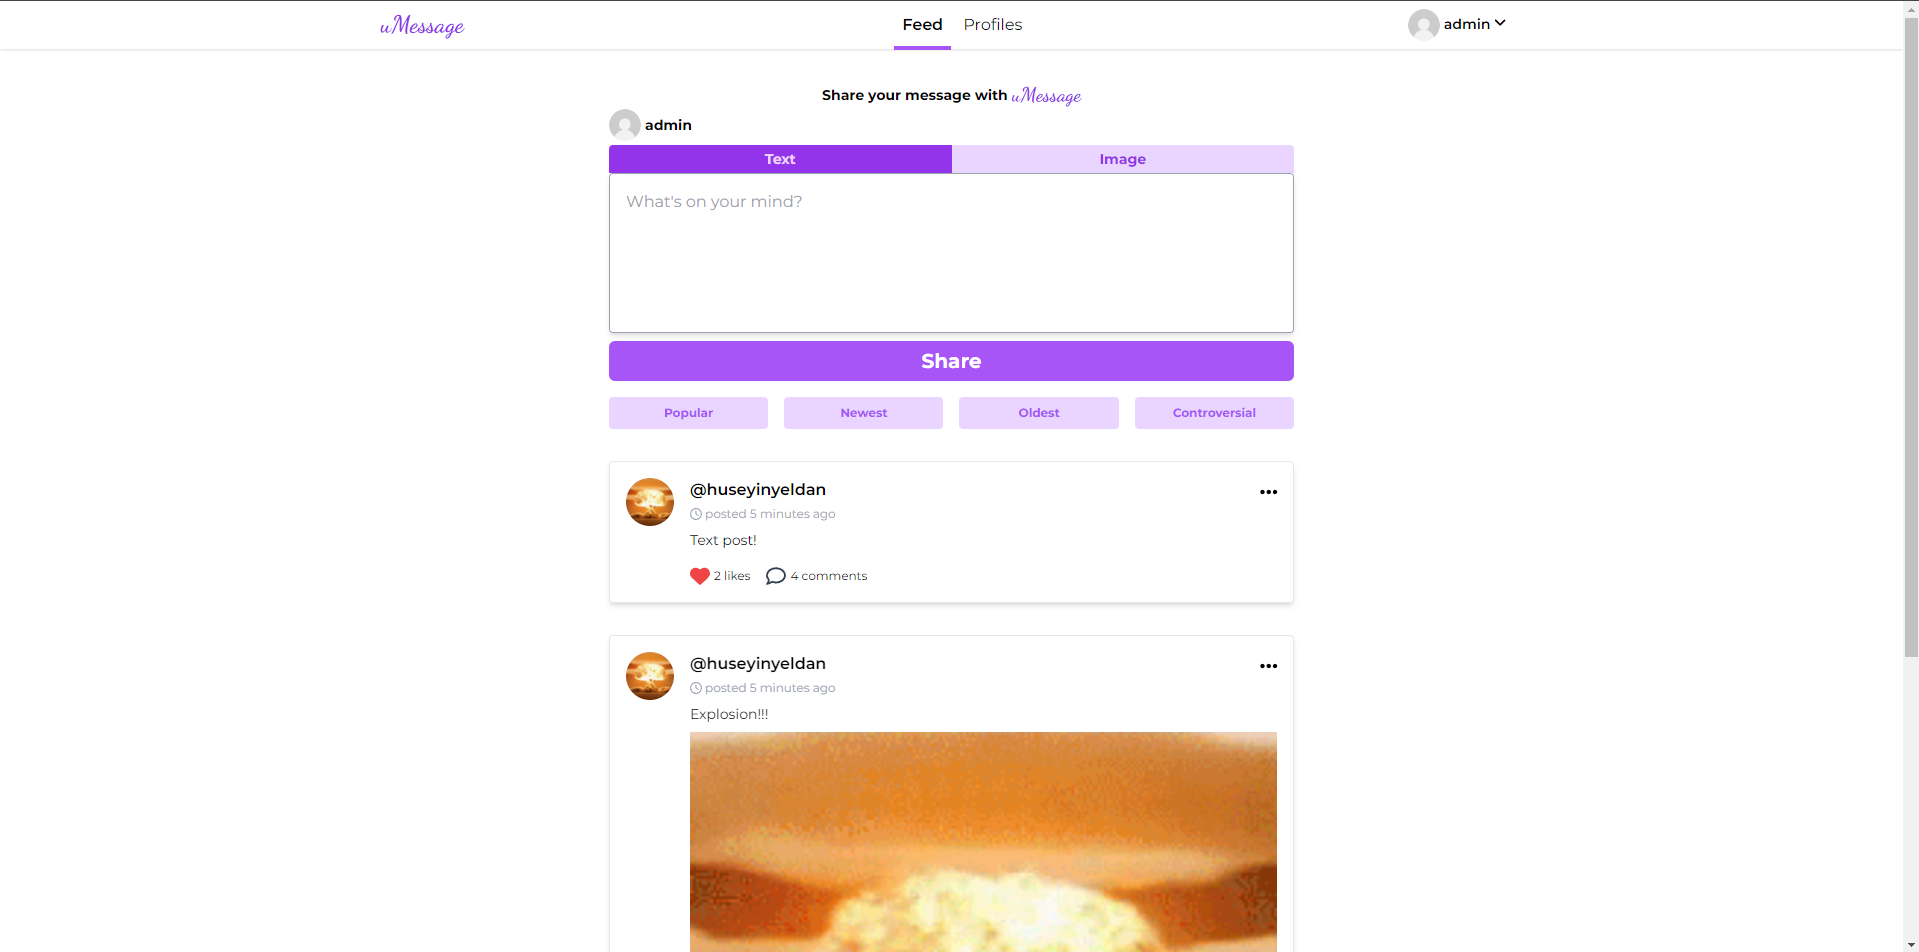 uMessage Feed Profiles admin
Share your message with uMessage
admin
Text Image
What's on your mind?
Share
Popular Newest Oldest Controversial
@huseyinyeldan
posted 5 minutes ago
Text post!
2 likes 4 comments
@huseyinyeldan
posted 5 minutes ago
Explosion!!!